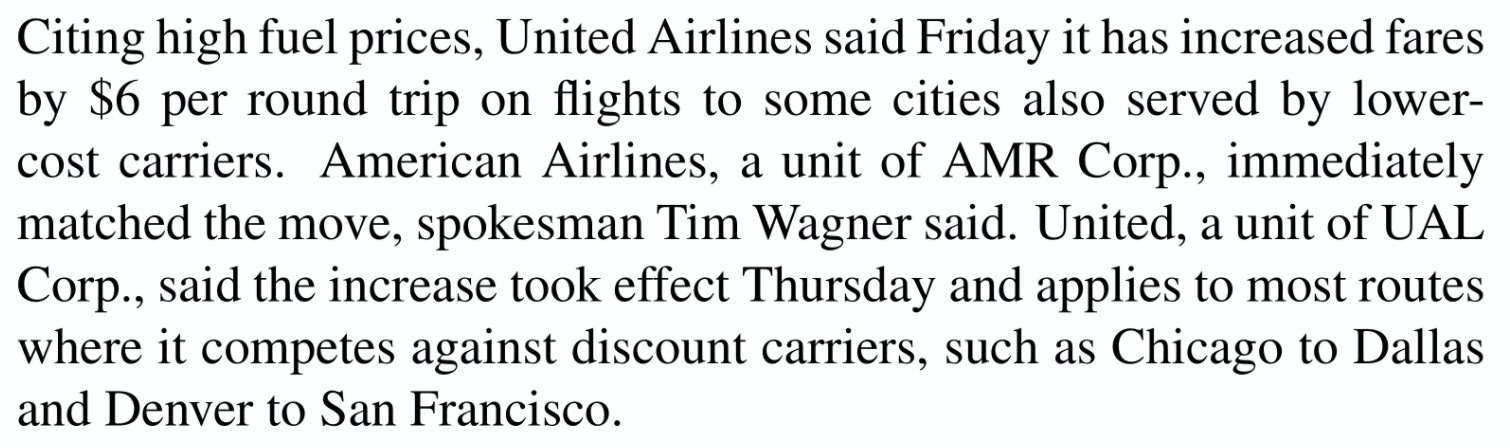 Citing high fuel prices, United Airlines said Friday it has increased fares
by $6 per round trip on flights to some cities also served by lower-
cost carriers. American Airlines, a unit of AMR Corp., immediately
matched the move, spokesman Tim Wagner said. United, a unit of UAL
Corp., said the increase took effect Thursday and applies to most routes
where it competes against discount carriers, such as Chicago to Dallas
and Denver to San Francisco.